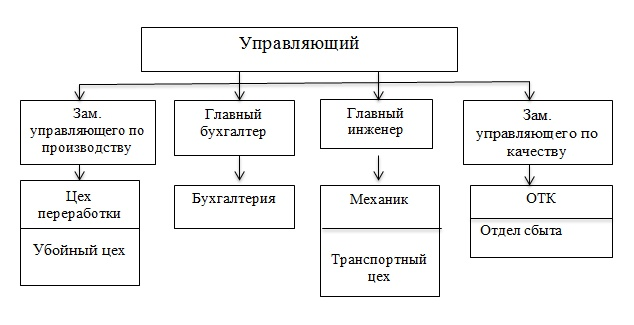 Управляющий
Зам.
управляющего по
производству
Главный
бухгалтер
Главный
инженер
Зам.
управляющего по
качеству
Цех
переработки
Убойный цех
Бухгалтерия
Механик
Транспортный
цех
ОТК
Отдел сбыта